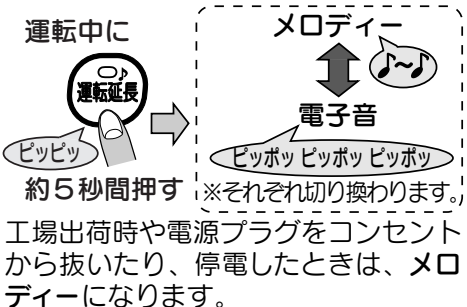 運転中に
運転延長
ピッピッ
約5秒間押す
メロディー
電子音
ピッポッ ピッポッ ピッポッ
※それぞれ切り換わります。
工場出荷時や電源プラグをコンセント
から抜いたり、停電したときは、メロ
ディーになります。